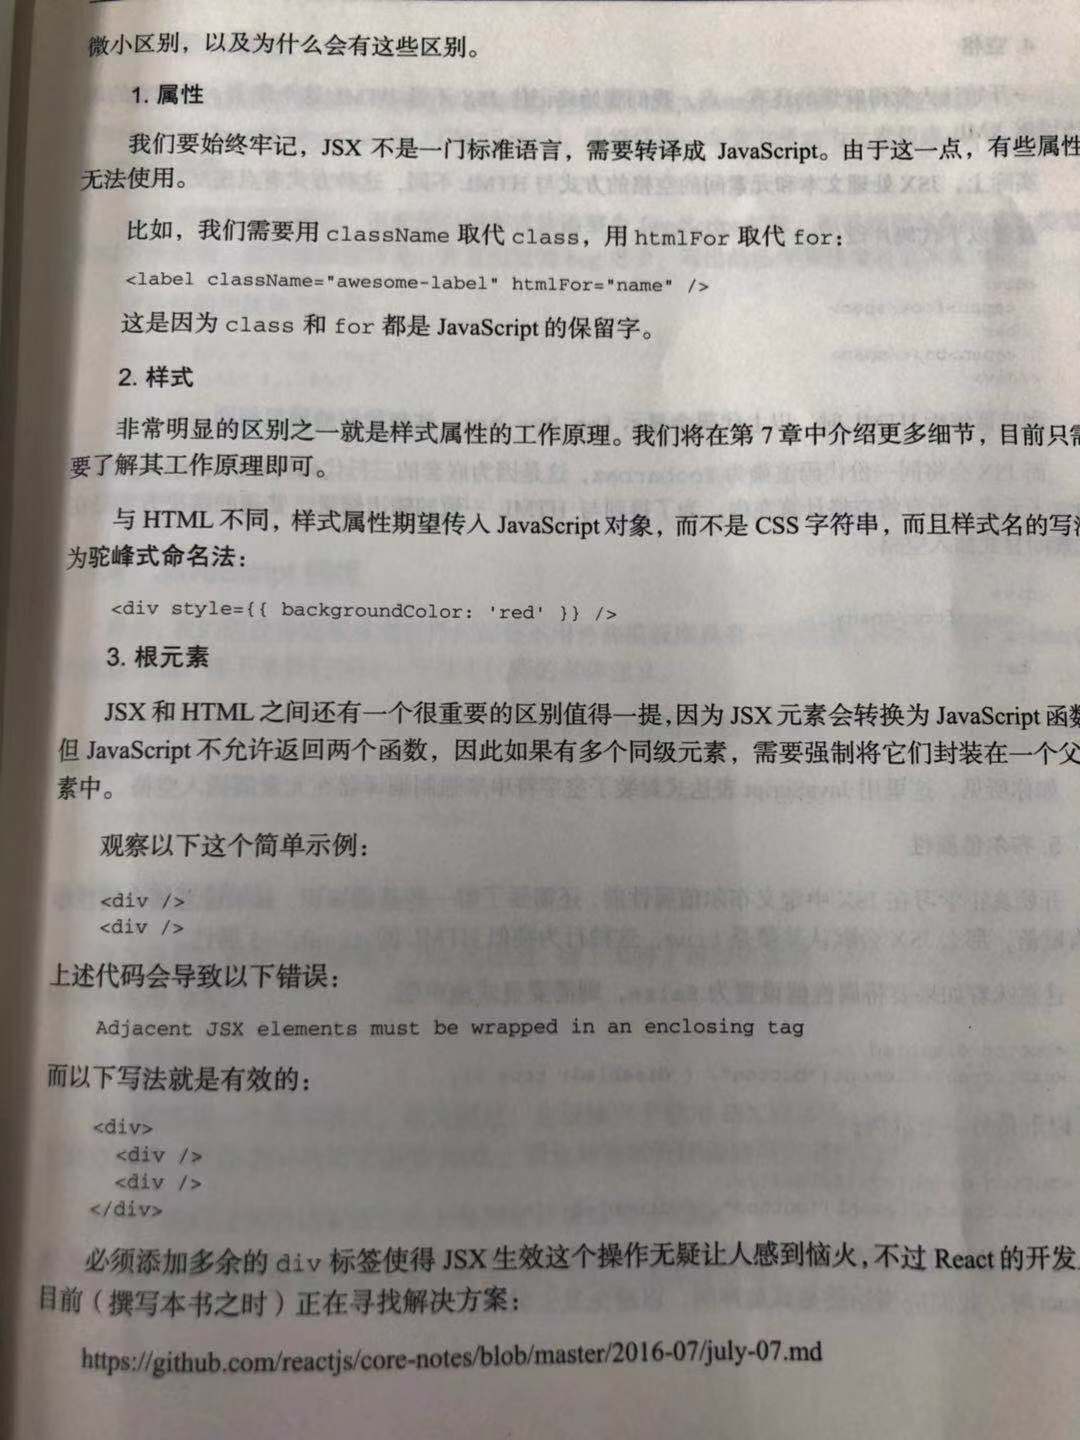 微小区别，以及为什么会有这些区别。
1. 属性
我们要始终牢记，JSX 不是一门标准语言，需要转译成 JavaScript。由于这一点，有些属性
无法使用。
比如，我们需要用 className 取代 class，用 htmlFor 取代 for：
<label className="awesome-label" htmlFor="name" />
这是因为 class 和 for 都是 JavaScript 的保留字。
2. 样式
非常明显的区别之一就是样式属性的工作原理。我们将在第 7 章中介绍更多细节，目前只需
要了解其工作原理即可。
与 HTML 不同，样式属性期望传入 JavaScript 对象，而不是 CSS 字符串，而且样式名的写法
为驼峰式命名法：
<div style={{ backgroundColor: 'red' }} />
3. 根元素
JSX 和 HTML 之间还有一个很重要的区别值得一提，因为 JSX 元素会转换为 JavaScript 函数
但 JavaScript 不允许返回两个函数，因此如果有多个同级元素，需要强制将它们封装在一个父
素中。
观察以下这个简单示例：
<div />
<div />
上述代码会导致以下错误：
Adjacent JSX elements must be wrapped in an enclosing tag
而以下写法就是有效的：
<div>
<div />
<div />
</div>
必须添加多余的 div 标签使得 JSX 生效这个操作无疑让人感到恼火，不过 React 的开发
目前（撰写本书之时）正在寻找解决方案：
https://github.com/reactjs/core-notes/blob/master/2016-07/july-07.md